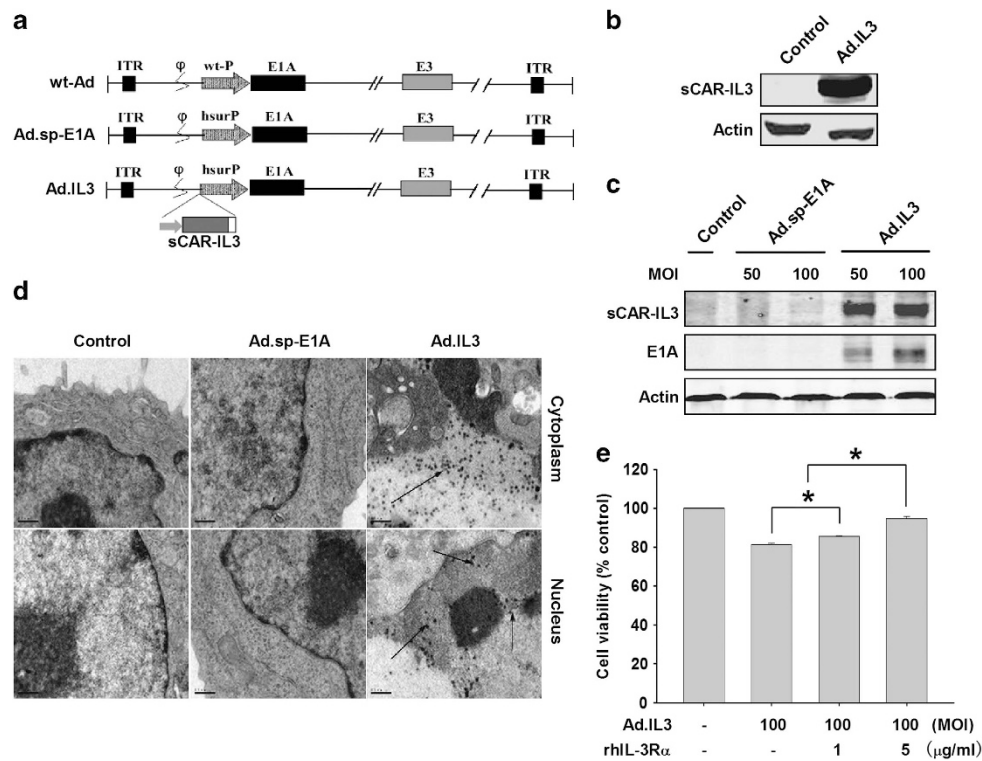 a
ITR φ wt-P E1A E3 ITR
wt-Ad
ITR φ hsurP E1A E3 ITR
Ad.sp-E1A
ITR φ hsurP E1A E3 ITR
Ad.IL3
sCAR-IL3
b
Control Ad.IL3
sCAR-IL3
Actin
c
Control Ad.sp-E1A Ad.IL3
MOI 50 100 50 100
sCAR-IL3
E1A
Actin
d
Control Ad.sp-E1A Ad.IL3
Cytoplasm
Nucleus
e
Cell viability (% control)
120
100
80
60
40
20
0
*
*
Ad.IL3 - 100 100 100 (MOI)
rhIL-3Rα - - 1 5 (μg/ml)